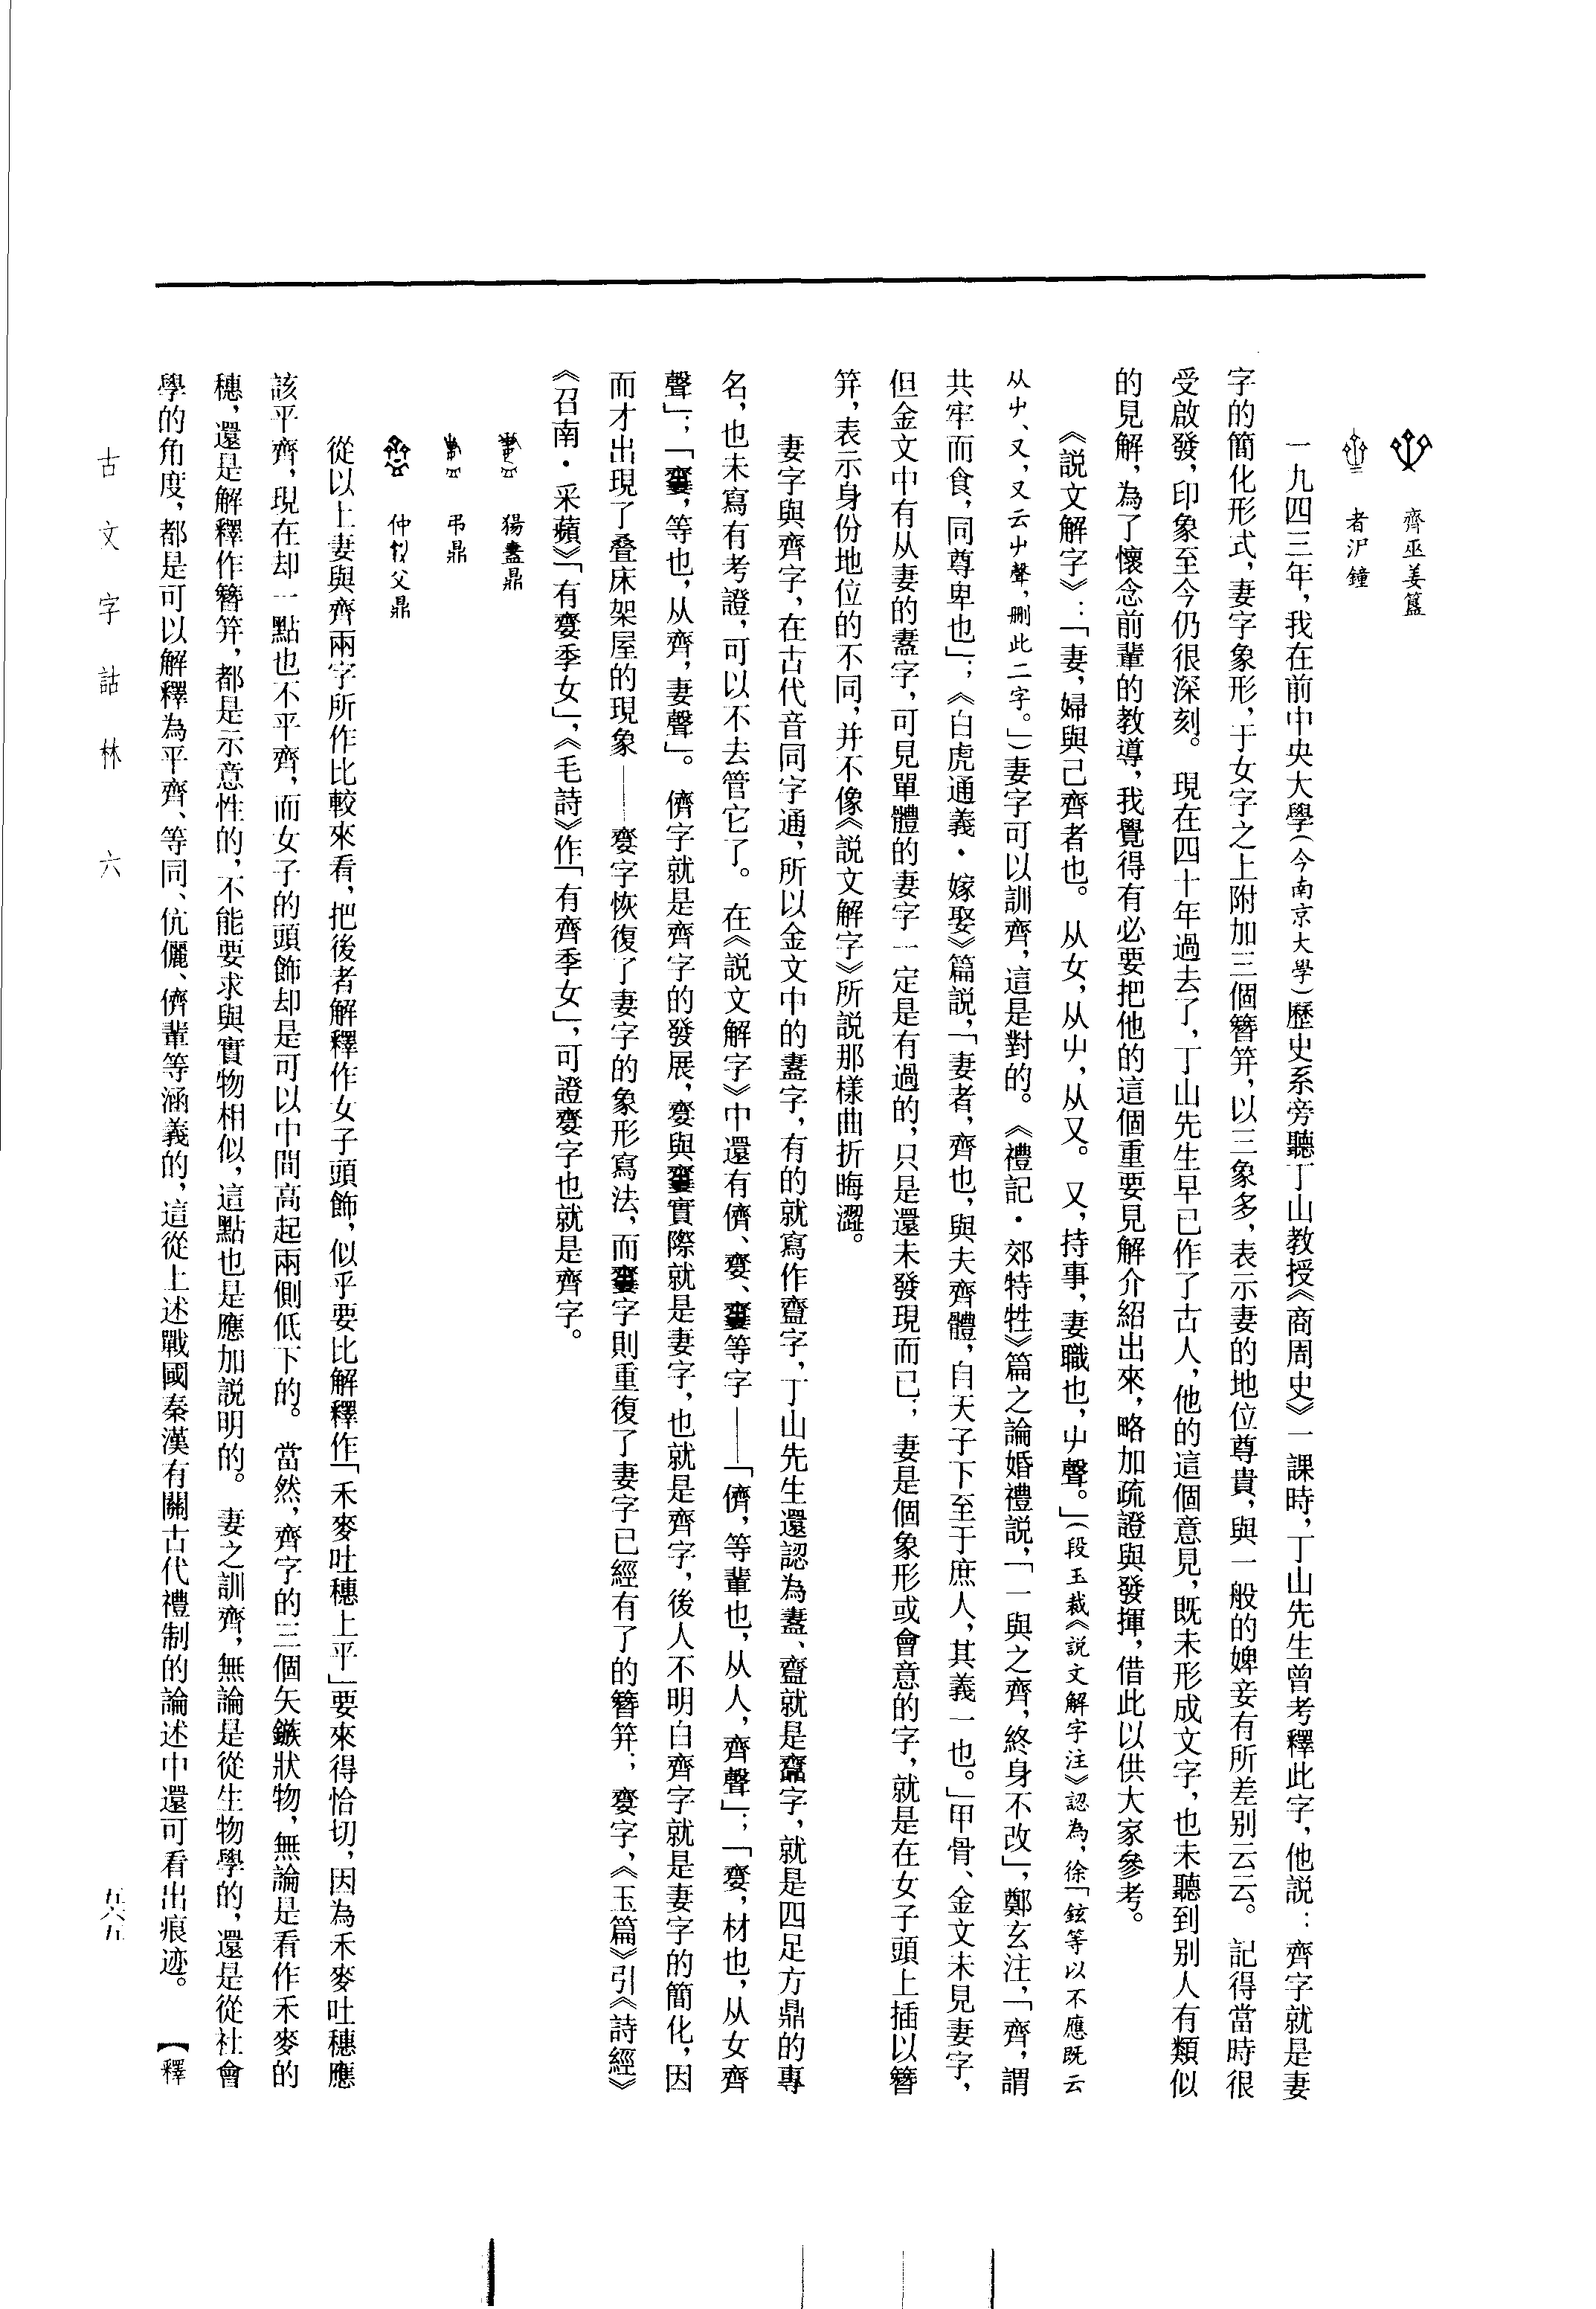 齊巫姜簋
者沪鐘
一九四三年，我在前中央大學（今南京大學）歷史系旁聽丁山教授《商周史》一課時，丁山先生曾考釋此字，他説：齊字就是妻
字的簡化形式，妻字象形，于女字之上附加三個簪笄，以三象多，表示妻的地位尊貴，與一般的婢妾有所差别云云。記得當時很
受啟發，印象至今仍很深刻。現在四十年過去了，丁山先生早已作了古人，他的這個意見，既未形成文字，也未聽到别人有類似
的見解，為了懷念前輩的教導，我覺得有必要把他的這個重要見解介紹出來，略加疏證與發揮，借此以供大家參考。
《説文解字》：「妻，婦與己齊者也。从女，从屮，从又。又，持事，妻職也，屮聲。」（段玉裁《説文解字注》認為，徐「鉉等以不應既云
从屮、又，又云屮聲，删此二字。」）妻字可以訓齊，這是對的。《禮記·郊特牲》篇之論婚禮説，「一與之齊，終身不改」，鄭玄注，「齊，謂
共牢而食，同尊卑也」；《白虎通義·嫁娶》篇説，「妻者，齊也，與夫齊體，自天子下至于庶人，其義一也。」甲骨、金文未見妻字，
但金文中有从妻的𧗁字，可見單體的妻字一定是有過的，只是還未發現而已；妻是個象形或會意的字，就是在女子頭上插以簪
笄，表示身份地位的不同，并不像《説文解字》所説那樣曲折晦澀。
妻字與齊字，在古代音同字通，所以金文中的𧗁字，有的就寫作齍字，丁山先生還認為𧗁、齍就是字，就是四足方鼎的專
名，也未寫有考證，可以不去管它了。在《説文解字》中還有儕、㜞、等字——「儕，等輩也，从人，齊聲」；「㜞，材也，从女齊
聲」；「，等也，从齊，妻聲」。儕字就是齊字的發展，㜞與實際就是妻字，也就是齊字，後人不明白齊字就是妻字的簡化，因
而才出現了叠床架屋的現象——㜞字恢復了妻字的象形寫法，而字則重復了妻字已經有了的簪笄；㜞字，《玉篇》引《詩經》
《召南·采蘋》「有㜞季女」，《毛詩》作「有齊季女」，可證㜞字也就是齊字。
鼎
弔鼎
仲父鼎
從以上妻與齊兩字所作比較來看，把後者解釋作女子頭飾，似乎要比解釋作「禾麥吐穗上平」要來得恰切，因為禾麥吐穗應
該平齊，現在却一點也不平齊，而女子的頭飾却是可以中間高起兩側低下的。當然，齊字的三個矢鏃狀物，無論是看作禾麥的
穗，還是解釋作簪笄，都是示意性的，不能要求與實物相似，這點也是應加説明的。妻之訓齊，無論是從生物學的，還是從社會
學的角度，都是可以解釋為平齊、等同、伉儷、儕輩等涵義的，這從上述戰國秦漢有關古代禮制的論述中還可看出痕迹。【釋
古文字詁林 六
五六五